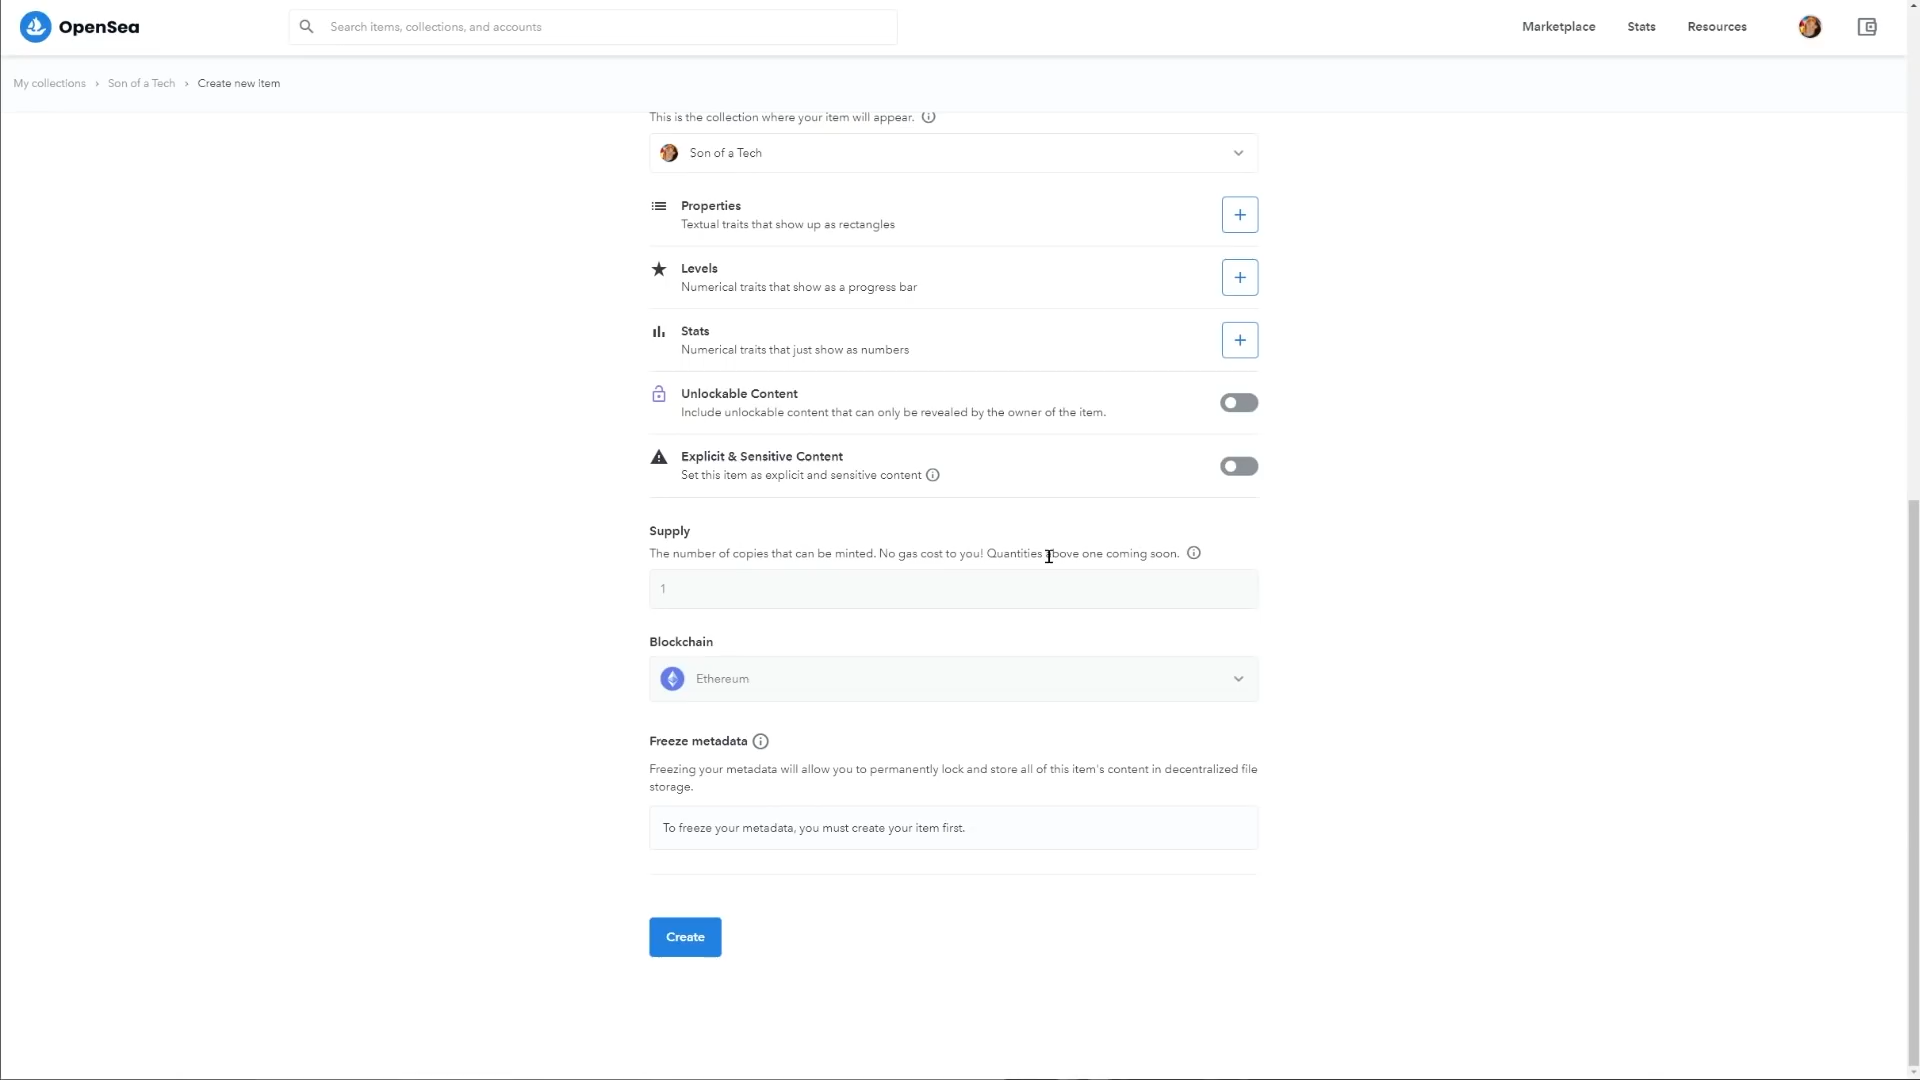 OpenSea
Search items, collections, and accounts
Marketplace
Stats
Resources
My collections › Son of a Tech › Create new item
This is the collection where your item will appear.
Son of a Tech
Properties
Textual traits that show up as rectangles
Levels
Numerical traits that show as a progress bar
Stats
Numerical traits that just show as numbers
Unlockable Content
Include unlockable content that can only be revealed by the owner of the item.
Explicit & Sensitive Content
Set this item as explicit and sensitive content
Supply
The number of copies that can be minted. No gas cost to you! Quantities above one coming soon.
1
Blockchain
Ethereum
Freeze metadata
Freezing your metadata will allow you to permanently lock and store all of this item's content in decentralized file
storage.
To freeze your metadata, you must create your item first.
Create